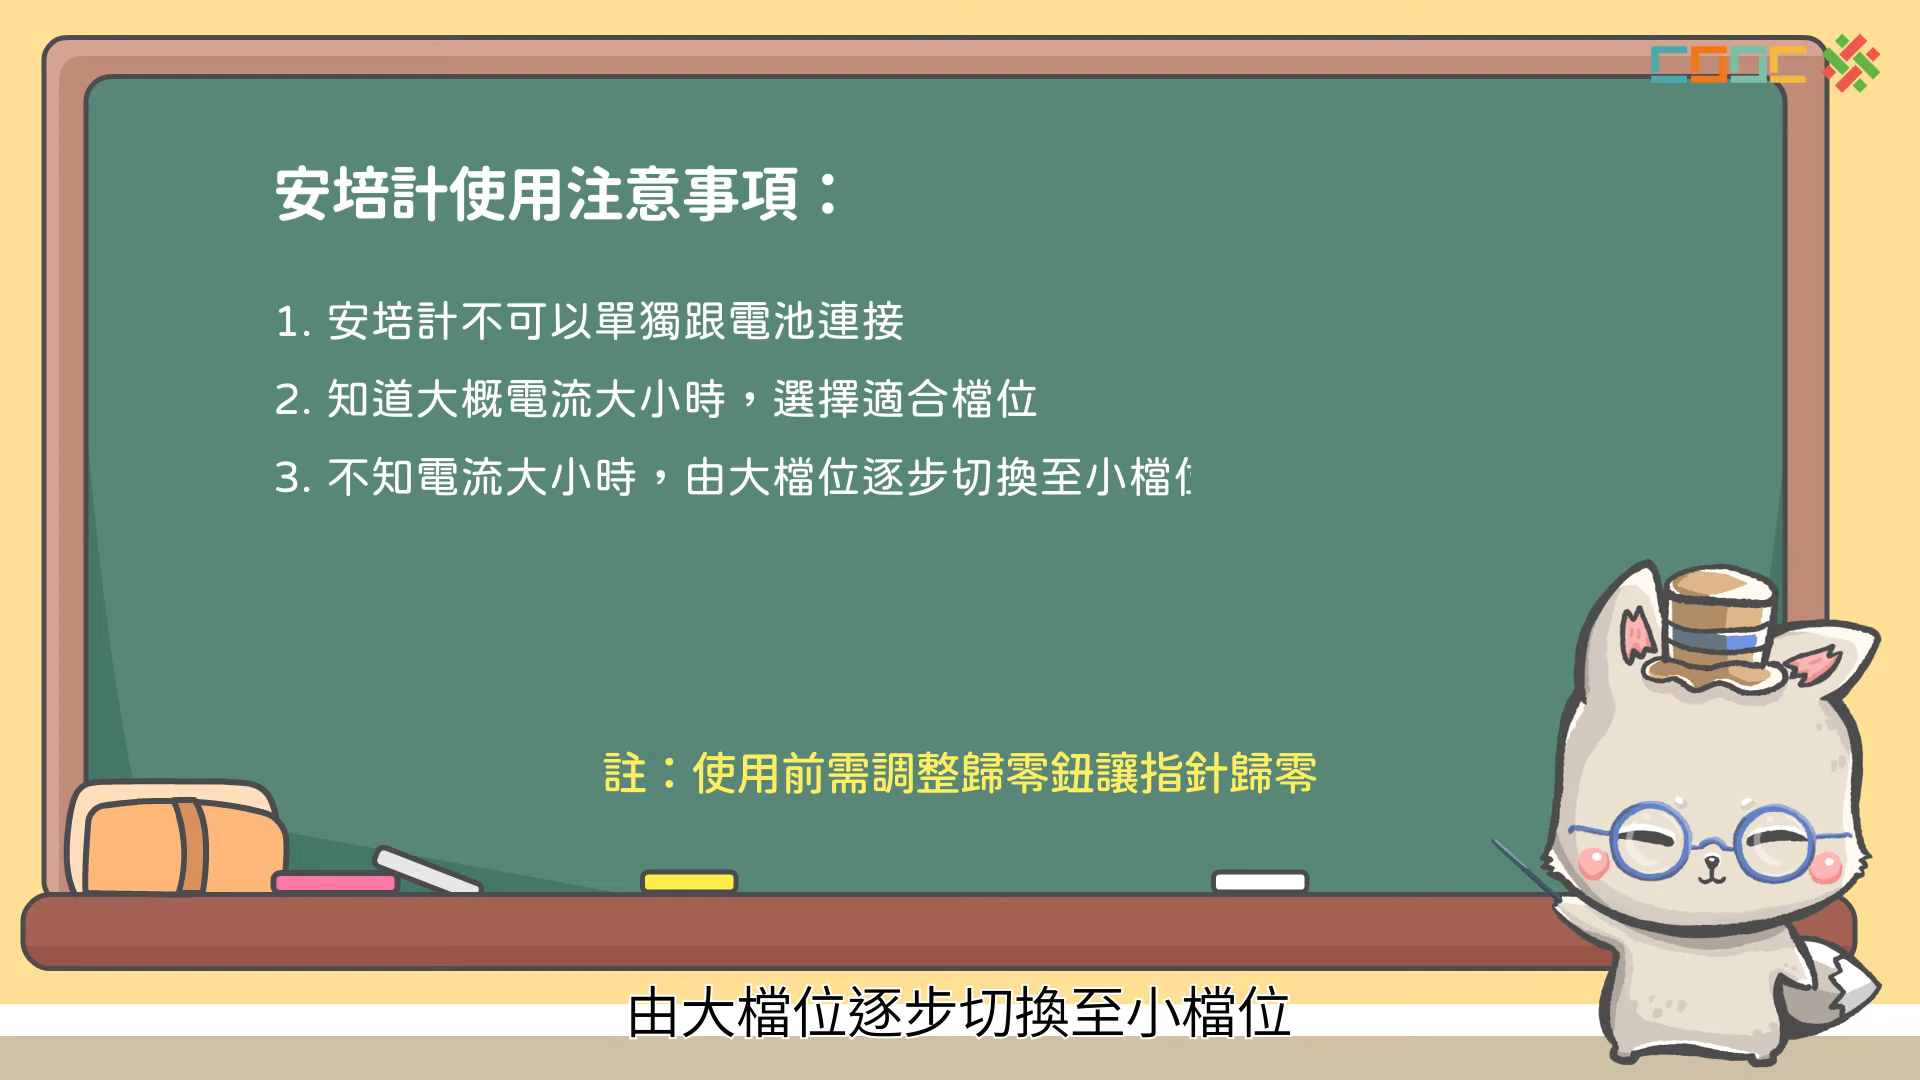 安培計使用注意事項：
1. 安培計不可以單獨跟電池連接
2. 知道大概電流大小時，選擇適合檔位
3. 不知電流大小時，由大檔位逐步切換至小檔
註：使用前需調整歸零鈕讓指針歸零
由大檔位逐步切換至小檔位